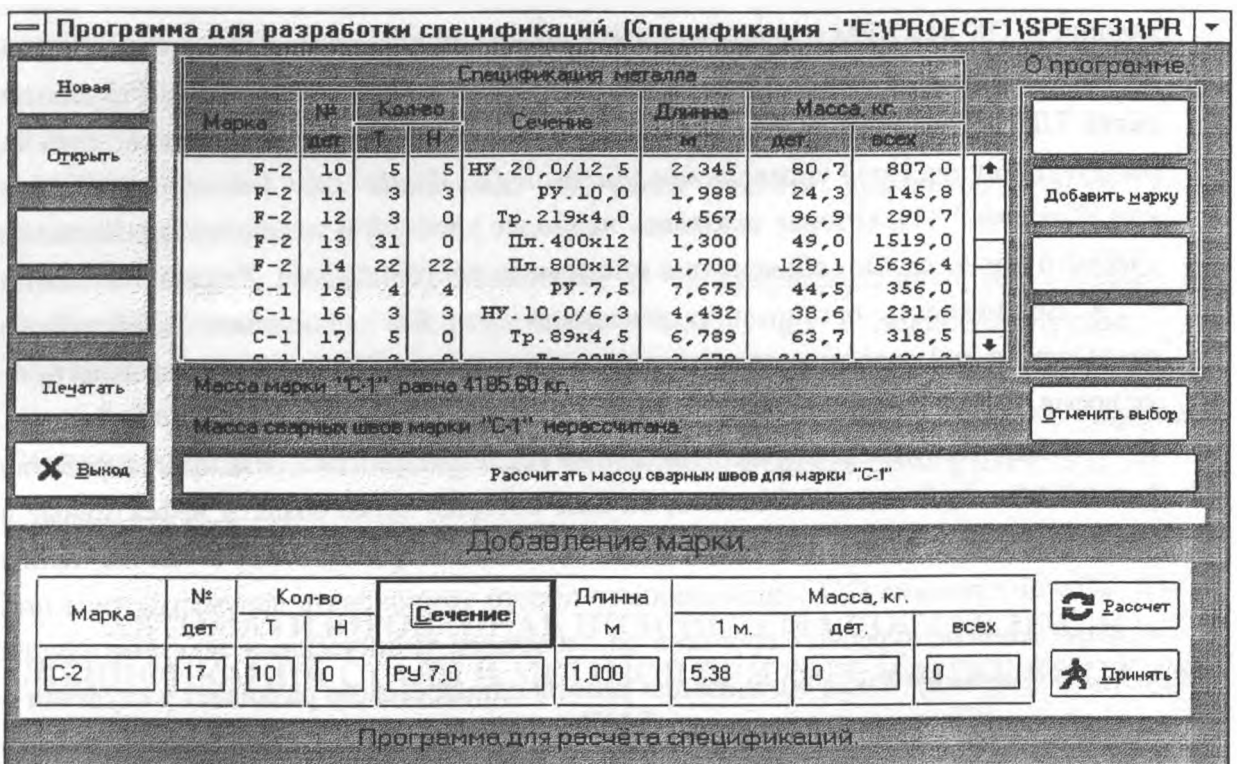 Программа для разработки спецификаций. [Спецификация - "E:\PROECT-1\SPESF31\PR
Новая
Открыть
Печатать
Выход
Спецификация металла
Марка № дет. Кол-во Т Н Сечение Длинна м Масса, кг. дет. всех
F-2 10 5 5 НУ.20,0/12,5 2,345 80,7 807,0
F-2 11 3 3 РУ.10,0 1,567 24,3 145,8
F-2 12 3 0 Тр.219х4,0 4,567 96,9 290,7
F-2 13 31 0 Пл.400х12 1,300 49,0 1519,0
F-2 14 22 22 Пл.800х12 1,700 128,1 5636,4
C-1 15 4 4 РУ.7,5 7,675 44,5 356,0
C-1 16 3 3 НУ.10,0/6,3 4,432 38,6 231,6
C-1 17 5 0 Тр.89х4,5 6,789 63,7 318,5
Масса марки "С-1" равна 4185.60 кг.
Масса сварных швов марки "С-1" нерассчитана.
Рассчитать массу сварных швов для марки "С-1"
О программе.
Добавить марку
Отменить выбор
Добавление марки.
Марка № дет Кол-во Т Н Сечение Длинна м Масса, кг. 1 м. дет. всех
С-2 17 10 0 РУ.7,0 1.000 5,38 0 0
Рассчет
Принять
Программа для расчёта спецификаций.